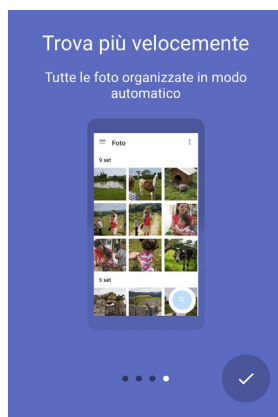 Trova più velocemente
Tutte le foto organizzate in modo
automatico
Foto
9 set
5 set